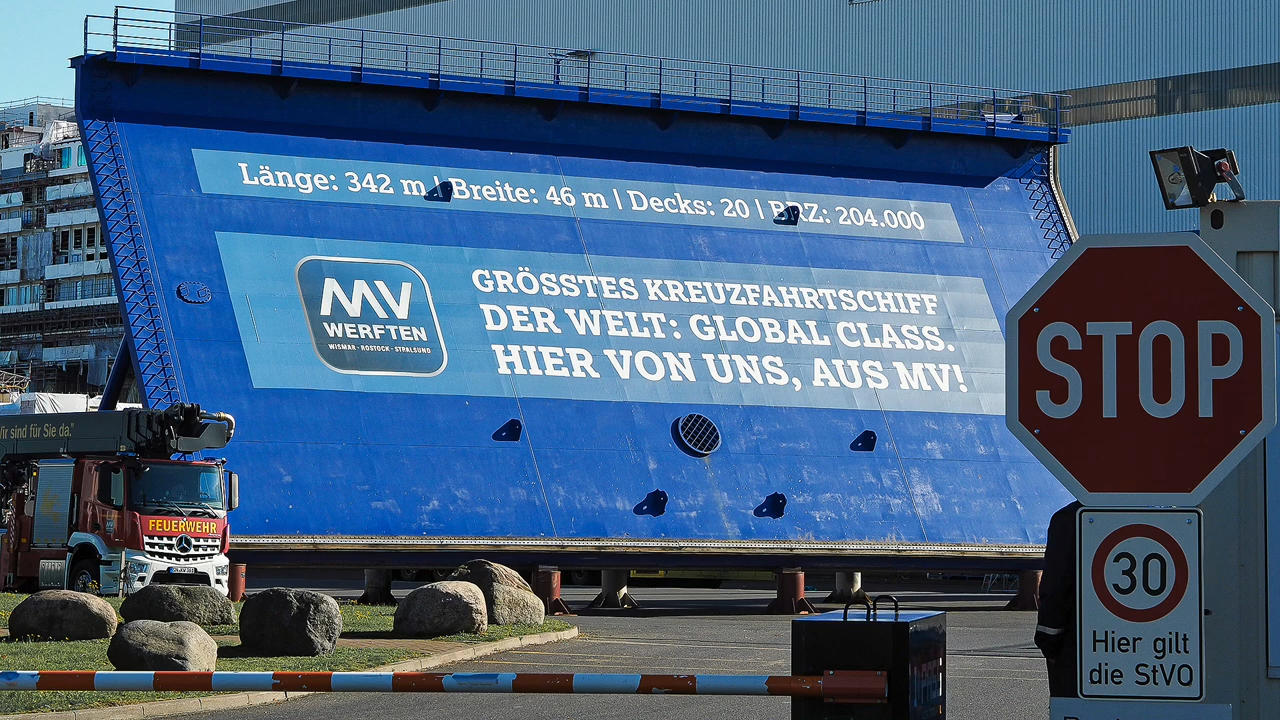 Länge: 342 m | Breite: 46 m | Decks: 20 | BRZ: 204.000
MV
WERFTEN
WISMAR · ROSTOCK · STRALSUND
GRÖSSTES KREUZFAHRTSCHIFF
DER WELT: GLOBAL CLASS.
HIER VON UNS, AUS MV!
Wir sind für Sie da."
FEUERWEHR
STOP
30
Hier gilt
die StVO